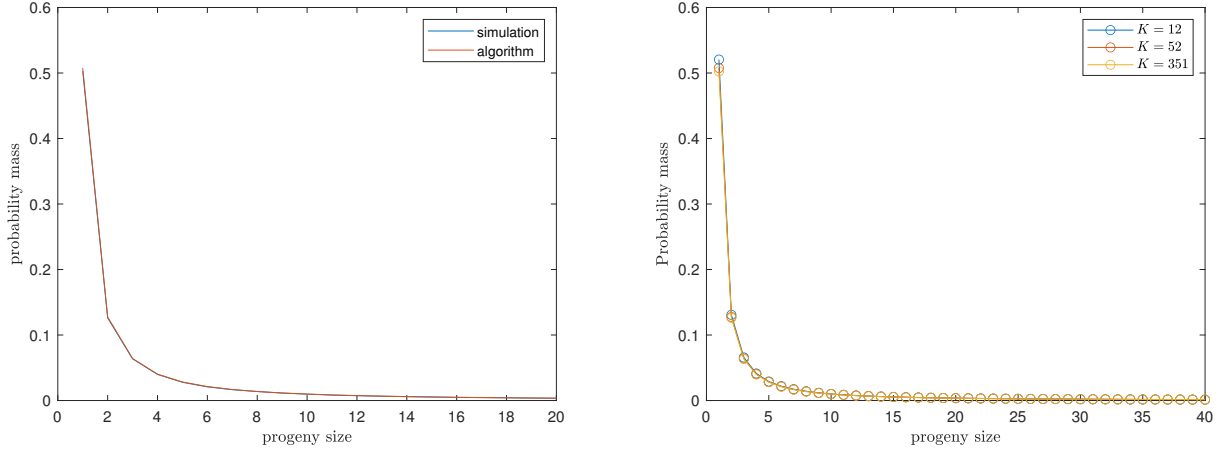 0.6
0.5
0.4
0.3
0.2
0.1
0
probability mass
simulation
algorithm
0 2 4 6 8 10 12 14 16 18 20
progeny size
0.6
0.5
0.4
0.3
0.2
0.1
0
Probability mass
K = 12
K = 52
K = 351
0 5 10 15 20 25 30 35 40
progeny size